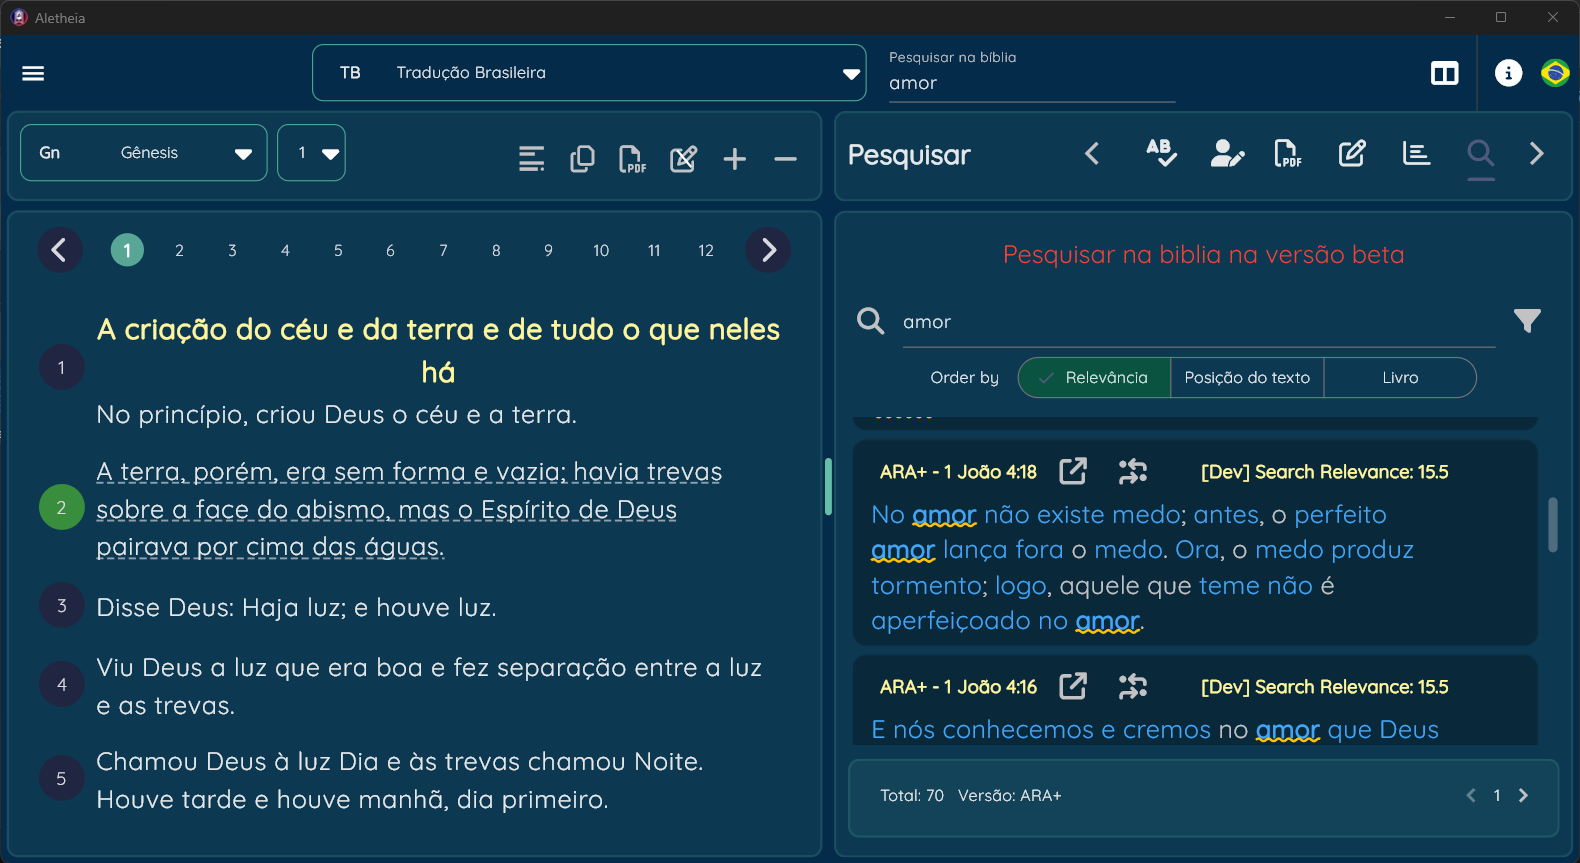 Aletheia
TB Tradução Brasileira
Pesquisar na bíblia
amor
Gn Gênesis 1
PDF
Pesquisar
AB
PDF
1 2 3 4 5 6 7 8 9 10 11 12
A criação do céu e da terra e de tudo o que neles
há
1
No princípio, criou Deus o céu e a terra.
A terra, porém, era sem forma e vazia; havia trevas
2 sobre a face do abismo, mas o Espírito de Deus
pairava por cima das águas.
3 Disse Deus: Haja luz; e houve luz.
Viu Deus a luz que era boa e fez separação entre a luz
4
e as trevas.
Chamou Deus à luz Dia e às trevas chamou Noite.
5
Houve tarde e houve manhã, dia primeiro.
Pesquisar na biblia na versão beta
amor
Order by Relevância Posição do texto Livro
ARA+ - 1 João 4:18 [Dev] Search Relevance: 15.5
No amor não existe medo; antes, o perfeito
amor lança fora o medo. Ora, o medo produz
tormento; logo, aquele que teme não é
aperfeiçoado no amor.
ARA+ - 1 João 4:16 [Dev] Search Relevance: 15.5
E nós conhecemos e cremos no amor que Deus
Total: 70 Versão: ARA+ 1